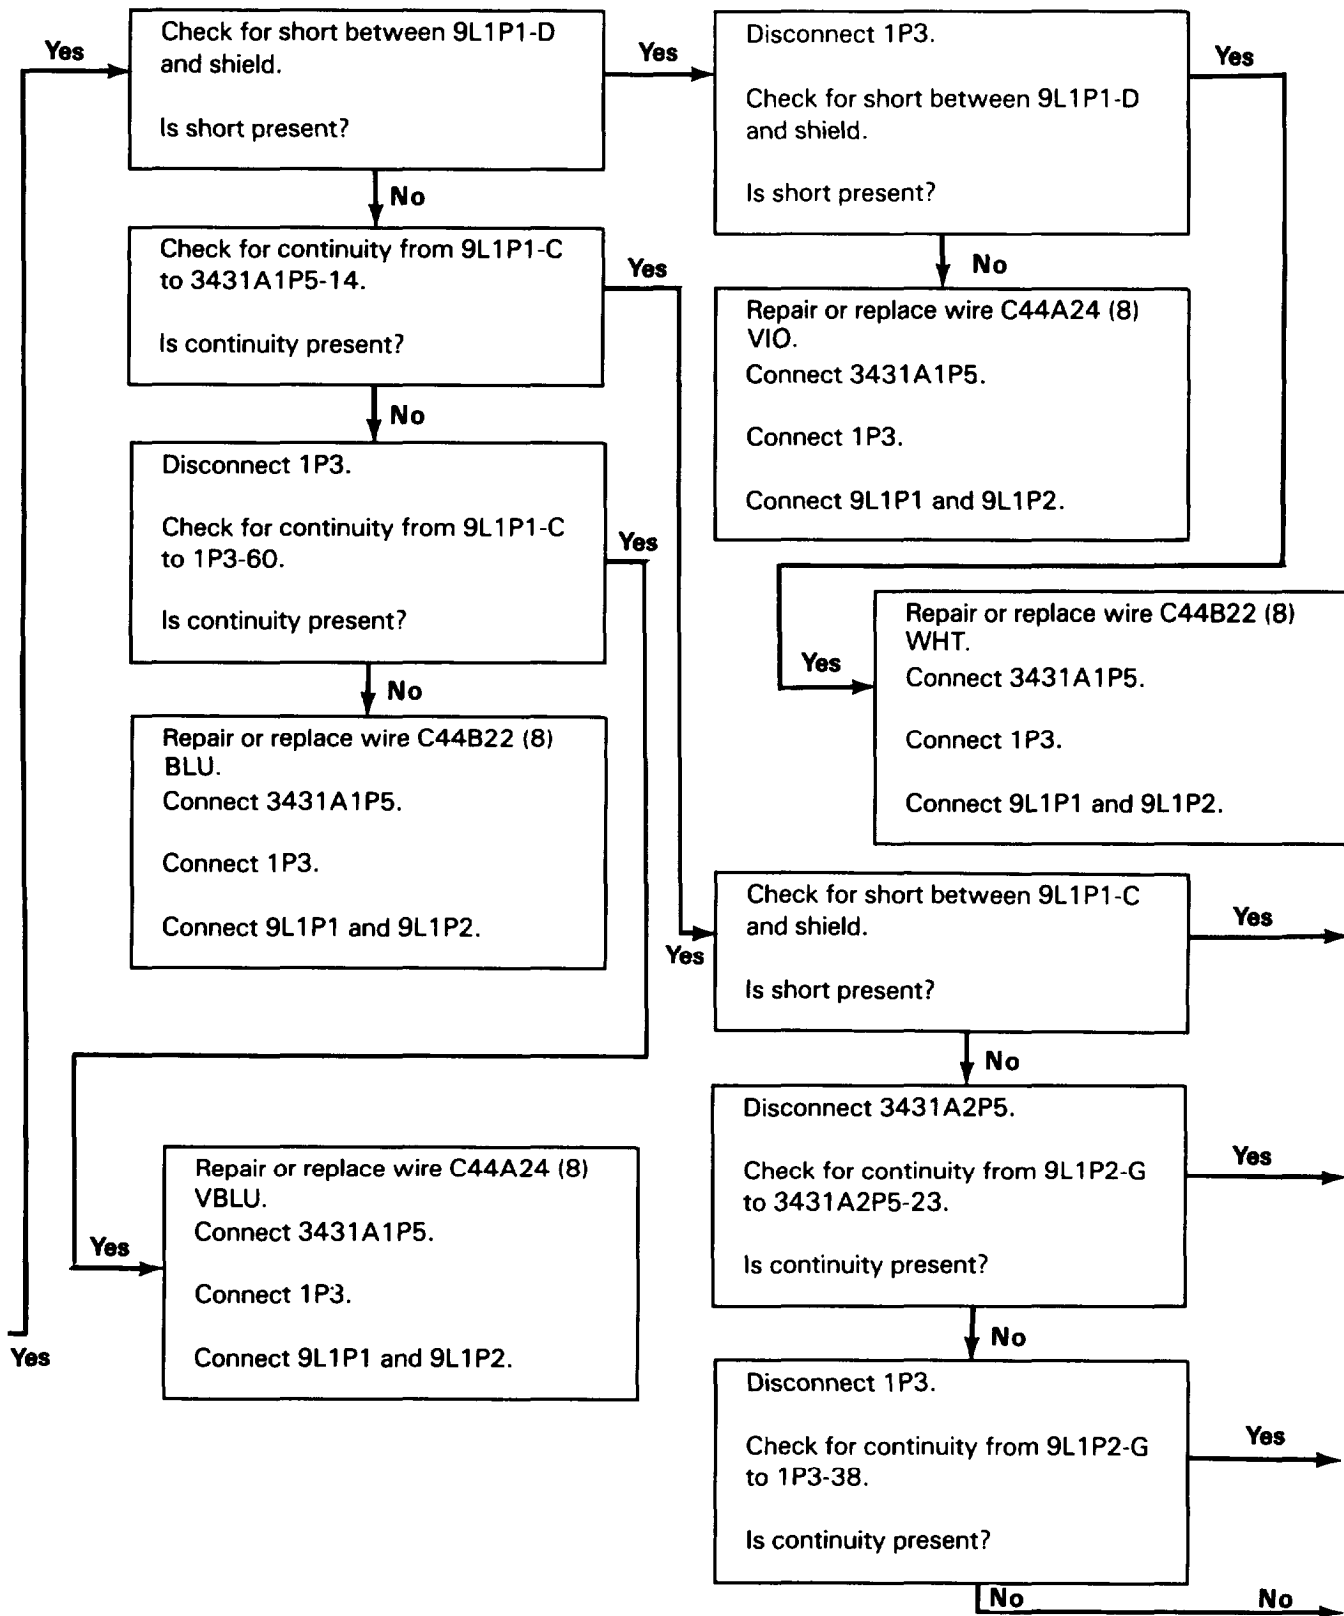 Yes
Check for short between 9L1P1-D
and shield.
Is short present?
Yes
Disconnect 1P3.
Check for short between 9L1P1-D
and shield.
Is short present?
Yes
No
Check for continuity from 9L1P1-C
to 3431A1P5-14.
Is continuity present?
Yes
No
Repair or replace wire C44A24 (8)
VIO.
Connect 3431A1P5.
Connect 1P3.
Connect 9L1P1 and 9L1P2.
No
Disconnect 1P3.
Check for continuity from 9L1P1-C
to 1P3-60.
Is continuity present?
Yes
Yes
Repair or replace wire C44B22 (8)
WHT.
Connect 3431A1P5.
Connect 1P3.
Connect 9L1P1 and 9L1P2.
No
Repair or replace wire C44B22 (8)
BLU.
Connect 3431A1P5.
Connect 1P3.
Connect 9L1P1 and 9L1P2.
Yes
Check for short between 9L1P1-C
and shield.
Is short present?
Yes
No
Disconnect 3431A2P5.
Check for continuity from 9L1P2-G
to 3431A2P5-23.
Is continuity present?
Yes
Yes
Repair or replace wire C44A24 (8)
VBLU.
Connect 3431A1P5.
Connect 1P3.
Connect 9L1P1 and 9L1P2.
Yes
No
Disconnect 1P3.
Check for continuity from 9L1P2-G
to 1P3-38.
Is continuity present?
Yes
No
No